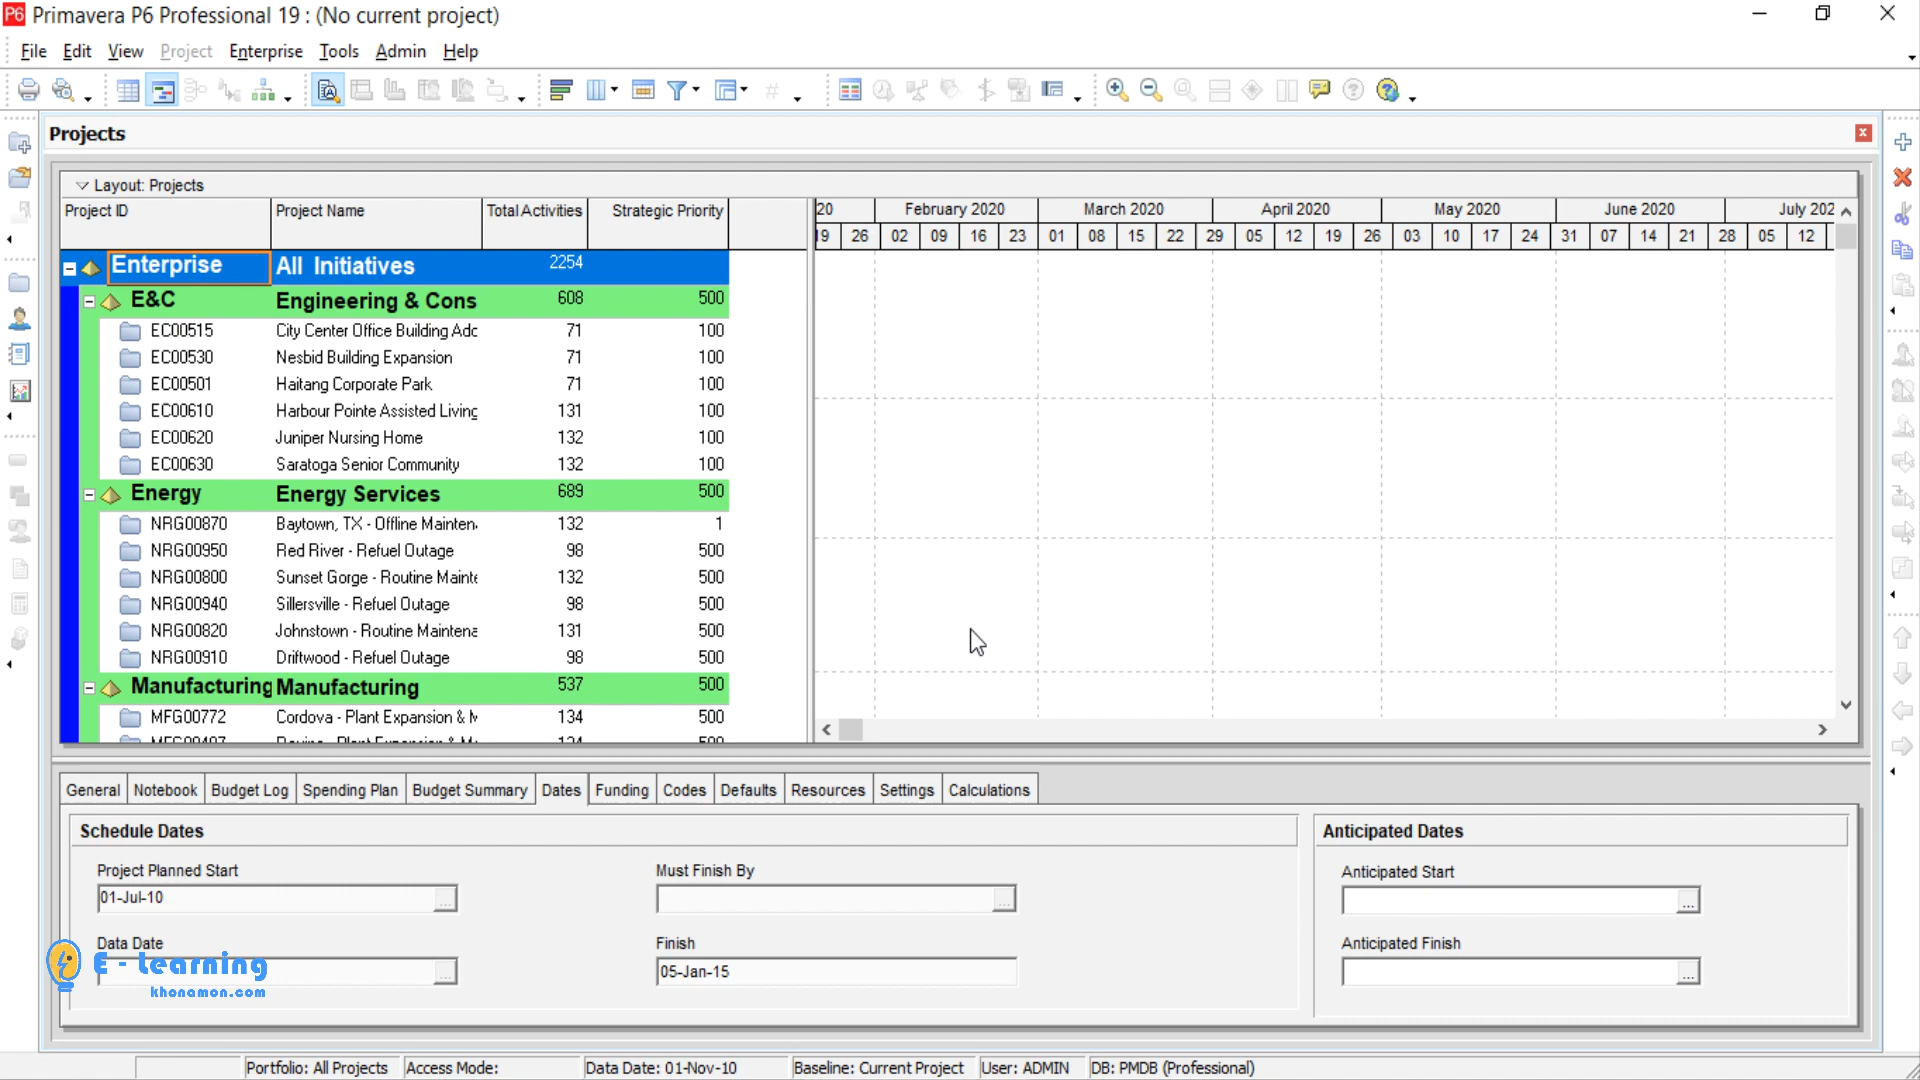 P6 Primavera P6 Professional 19 : (No current project)
File Edit View Project Enterprise Tools Admin Help
Projects
Layout: Projects
Project ID Project Name Total Activities Strategic Priority
20 February 2020 March 2020 April 2020 May 2020 June 2020 July 202
19 26 02 09 16 23 01 08 15 22 29 05 12 19 26 03 10 17 24 31 07 14 21 28 05 12
Enterprise All Initiatives 2254
E&C Engineering & Cons 608 500
EC00515 City Center Office Building Adc 71 100
EC00530 Nesbid Building Expansion 71 100
EC00501 Haitang Corporate Park 71 100
EC00610 Harbour Pointe Assisted Living 131 100
EC00620 Juniper Nursing Home 132 100
EC00630 Saratoga Senior Community 132 100
Energy Energy Services 689 500
NRG00870 Baytown, TX - Offline Mainten 132 1
NRG00950 Red River - Refuel Outage 98 500
NRG00800 Sunset Gorge - Routine Mainte 132 500
NRG00940 Sillersville - Refuel Outage 98 500
NRG00820 Johnstown - Routine Maintena 131 500
NRG00910 Driftwood - Refuel Outage 98 500
Manufacturing Manufacturing 537 500
MFG00772 Cordova - Plant Expansion & M 134 500
General Notebook Budget Log Spending Plan Budget Summary Dates Funding Codes Defaults Resources Settings Calculations
Schedule Dates Anticipated Dates
Project Planned Start Must Finish By Anticipated Start
01-Jul-10
Data Date Finish Anticipated Finish
05-Jan-15
E - Learning
khonamon.com
Portfolio: All Projects Access Mode: Data Date: 01-Nov-10 Baseline: Current Project User: ADMIN DB: PMDB (Professional)